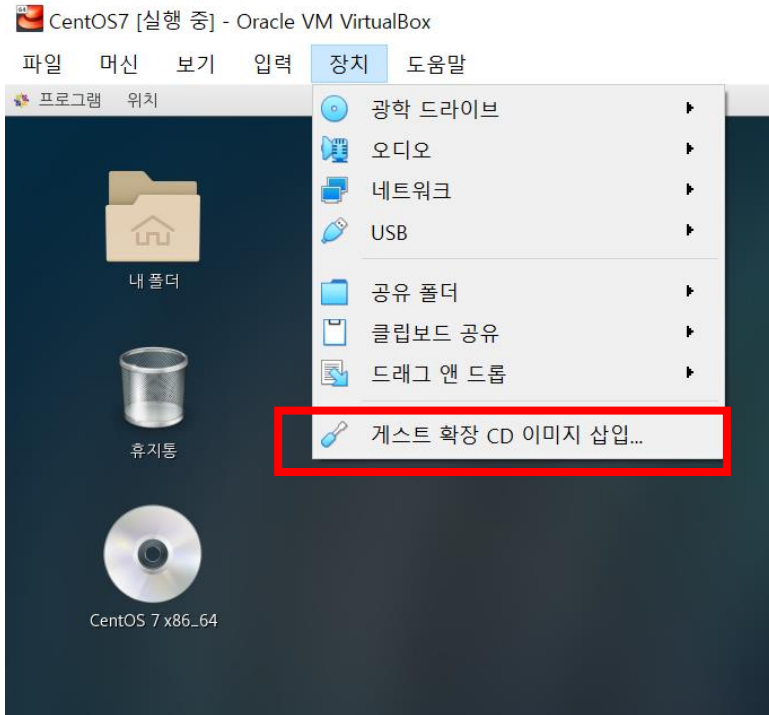 64
CentOS7 [실행 중] - Oracle VM VirtualBox
파일 머신 보기 입력 장치 도움말
프로그램 위치
광학 드라이브
오디오
네트워크
USB
공유 폴더
클립보드 공유
드래그 앤 드롭
게스트 확장 CD 이미지 삽입...
내 폴더
휴지통
CentOS 7 x86_64